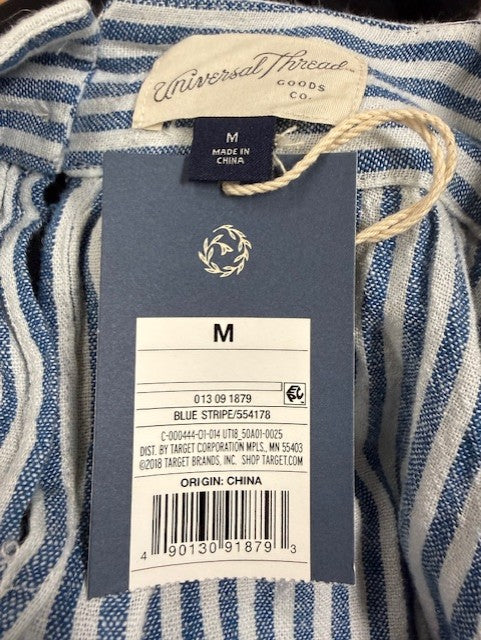 Universal Thread
GOODS
CO.
M
MADE IN
CHINA
M
013 09 1879
BLUE STRIPE/554178
C-000444-01-014 UT18_50A01-0025
DIST. BY TARGET CORPORATION MPLS., MN 55403
©2018 TARGET BRANDS, INC. SHOP TARGET.COM
ORIGIN: CHINA
4 90130 91879 3